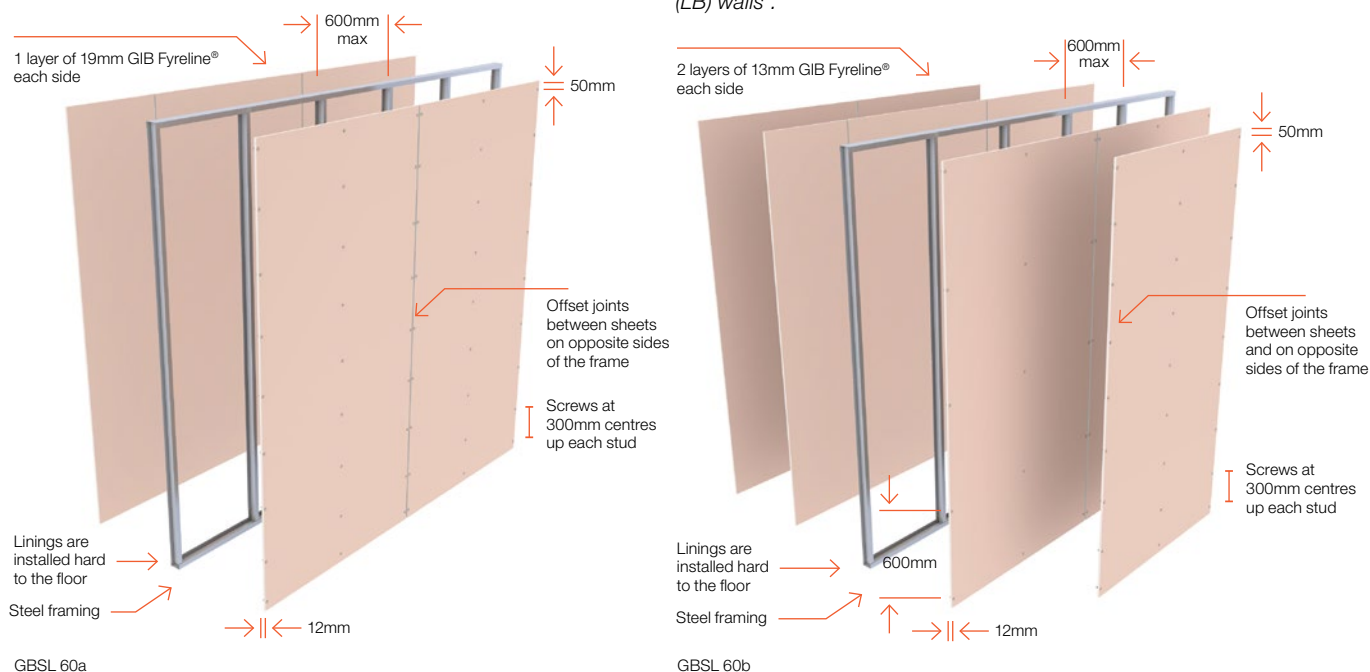 (LB) walls'.
600mm
max
1 layer of 19mm GIB Fyreline®
each side
50mm
Offset joints
between sheets
on opposite sides
of the frame
Screws at
300mm centres
up each stud
Linings are
installed hard
to the floor
Steel framing
12mm
GBSL 60a
600mm
max
2 layers of 13mm GIB Fyreline®
each side
50mm
Offset joints
between sheets
and on opposite
sides of the frame
Screws at
300mm centres
up each stud
Linings are
installed hard
to the floor
600mm
Steel framing
12mm
GBSL 60b